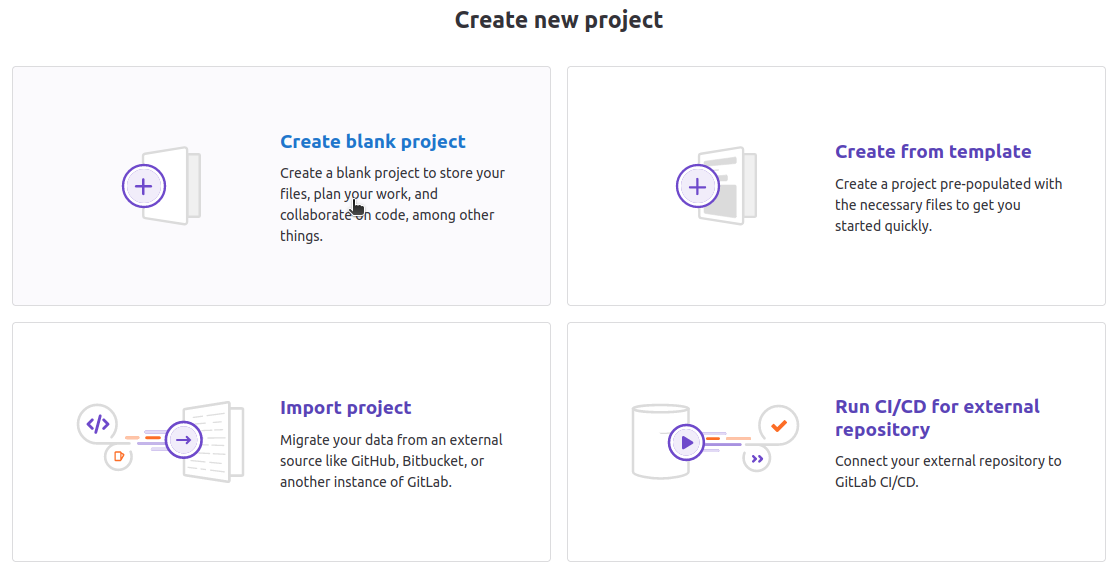 Create new project
Create blank project
Create a blank project to store your
files, plan your work, and
collaborate on code, among other
things.
Create from template
Create a project pre-populated with
the necessary files to get you
started quickly.
Import project
Migrate your data from an external
source like GitHub, Bitbucket, or
another instance of GitLab.
Run CI/CD for external
repository
Connect your external repository to
GitLab CI/CD.